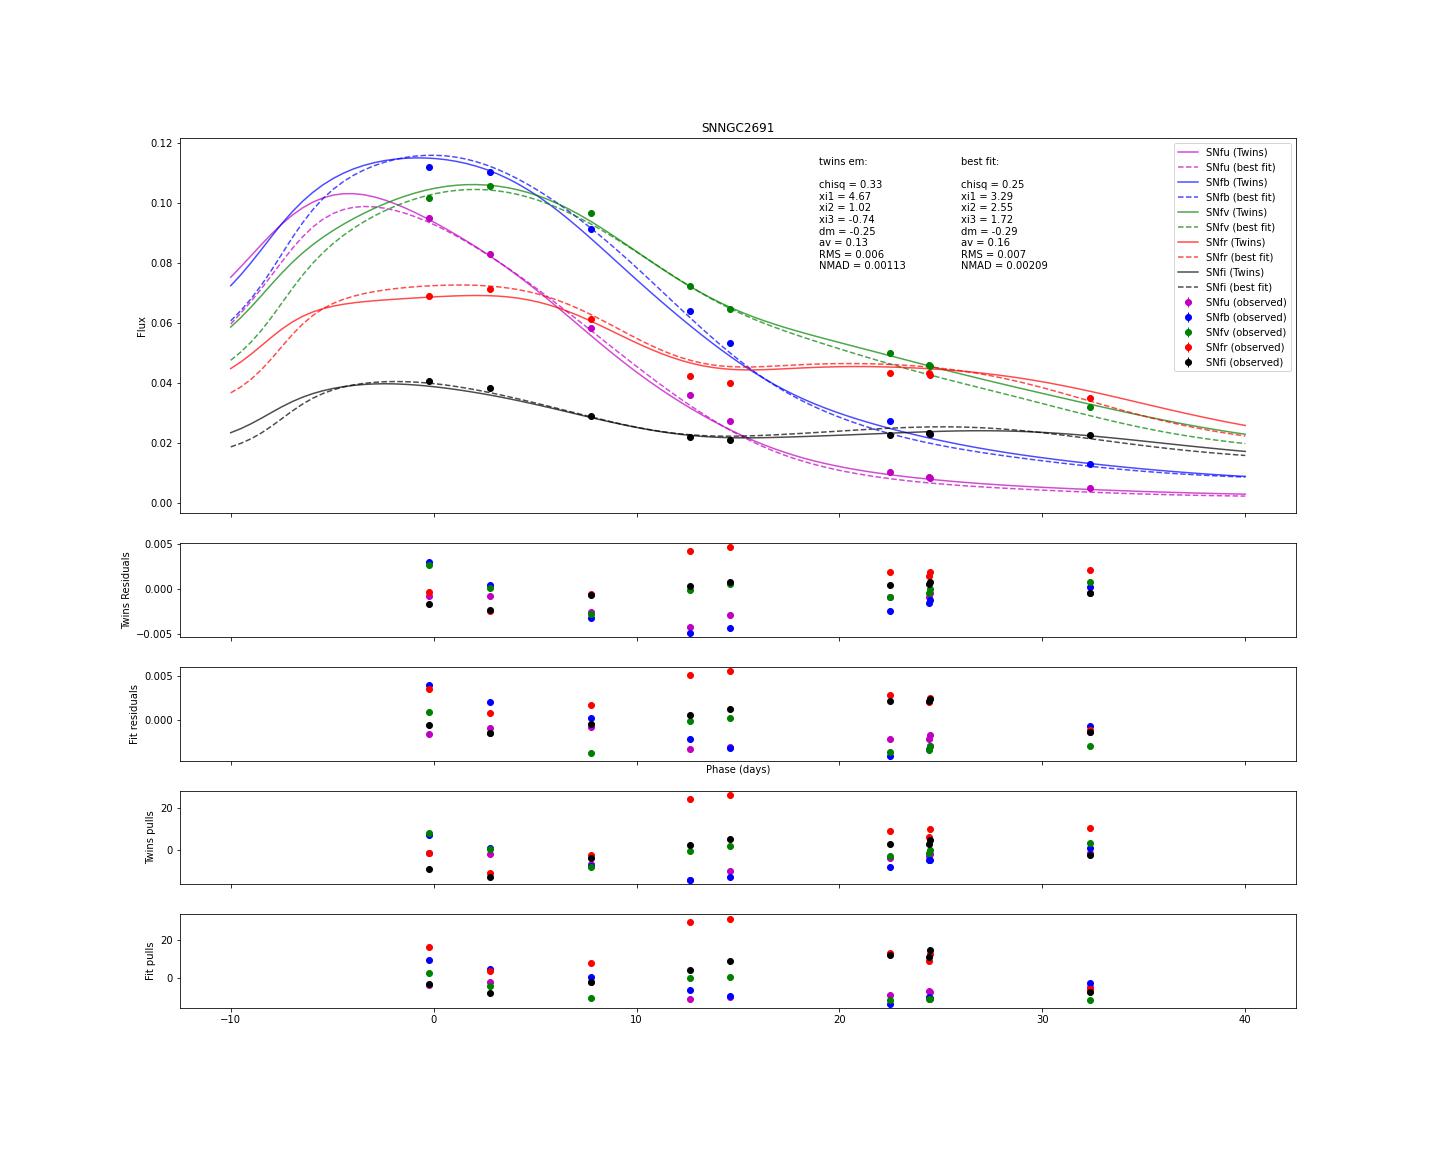 SNNGC2691
0.12
0.10
0.08
0.06
0.04
0.02
0.00
Flux
twins em:
chisq = 0.33
xi1 = 4.67
xi2 = 1.02
xi3 = -0.74
dm = -0.25
av = 0.13
RMS = 0.006
NMAD = 0.00113
best fit:
chisq = 0.25
xi1 = 3.29
xi2 = 2.55
xi3 = 1.72
dm = -0.29
av = 0.16
RMS = 0.007
NMAD = 0.00209
SNfu (Twins)
SNfu (best fit)
SNfb (Twins)
SNfb (best fit)
SNfv (Twins)
SNfv (best fit)
SNfr (Twins)
SNfr (best fit)
SNfi (Twins)
SNfi (best fit)
SNfu (observed)
SNfb (observed)
SNfv (observed)
SNfr (observed)
SNfi (observed)
0.005
0.000
−0.005
Twins Residuals
0.005
0.000
Fit residuals
Phase (days)
20
0
Twins pulls
20
0
Fit pulls
−10
0
10
20
30
40